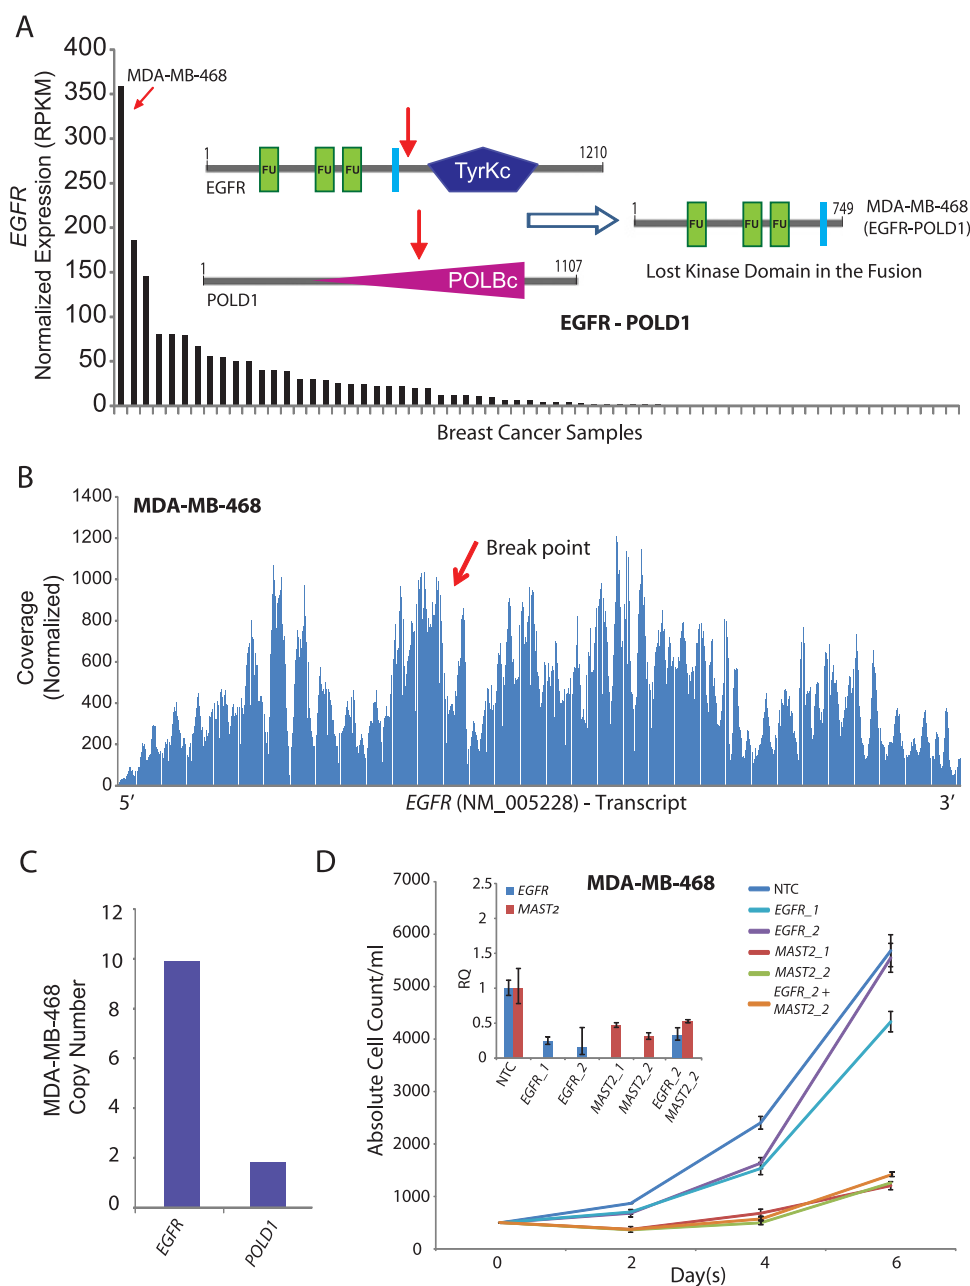 A
400
350
300
250
200
150
100
50
0
EGFR
Normalized Expression (RPKM)
MDA-MB-468
1
1210
FU
FU
FU
TyrKc
EGFR
1
1107
POLBc
POLD1
1
749
FU
FU
FU
MDA-MB-468
(EGFR-POLD1)
Lost Kinase Domain in the Fusion
EGFR - POLD1
Breast Cancer Samples
B
MDA-MB-468
1400
1200
1000
800
600
400
200
0
Coverage
(Normalized)
Break point
5′
EGFR (NM_005228) - Transcript
3′
C
12
10
8
6
4
2
0
MDA-MB-468
Copy Number
EGFR
POLD1
D
7000
6000
5000
4000
3000
2000
1000
0
Absolute Cell Count/ml
MDA-MB-468
2.5
2
1.5
1
0.5
0
RQ
EGFR
MAST2
NTC
EGFR_1
EGFR_2
MAST2_1
MAST2_2
EGFR_2
MAST2_2
NTC
EGFR_1
EGFR_2
MAST2_1
MAST2_2
EGFR_2 +
MAST2_2
0
2
4
6
Day(s)